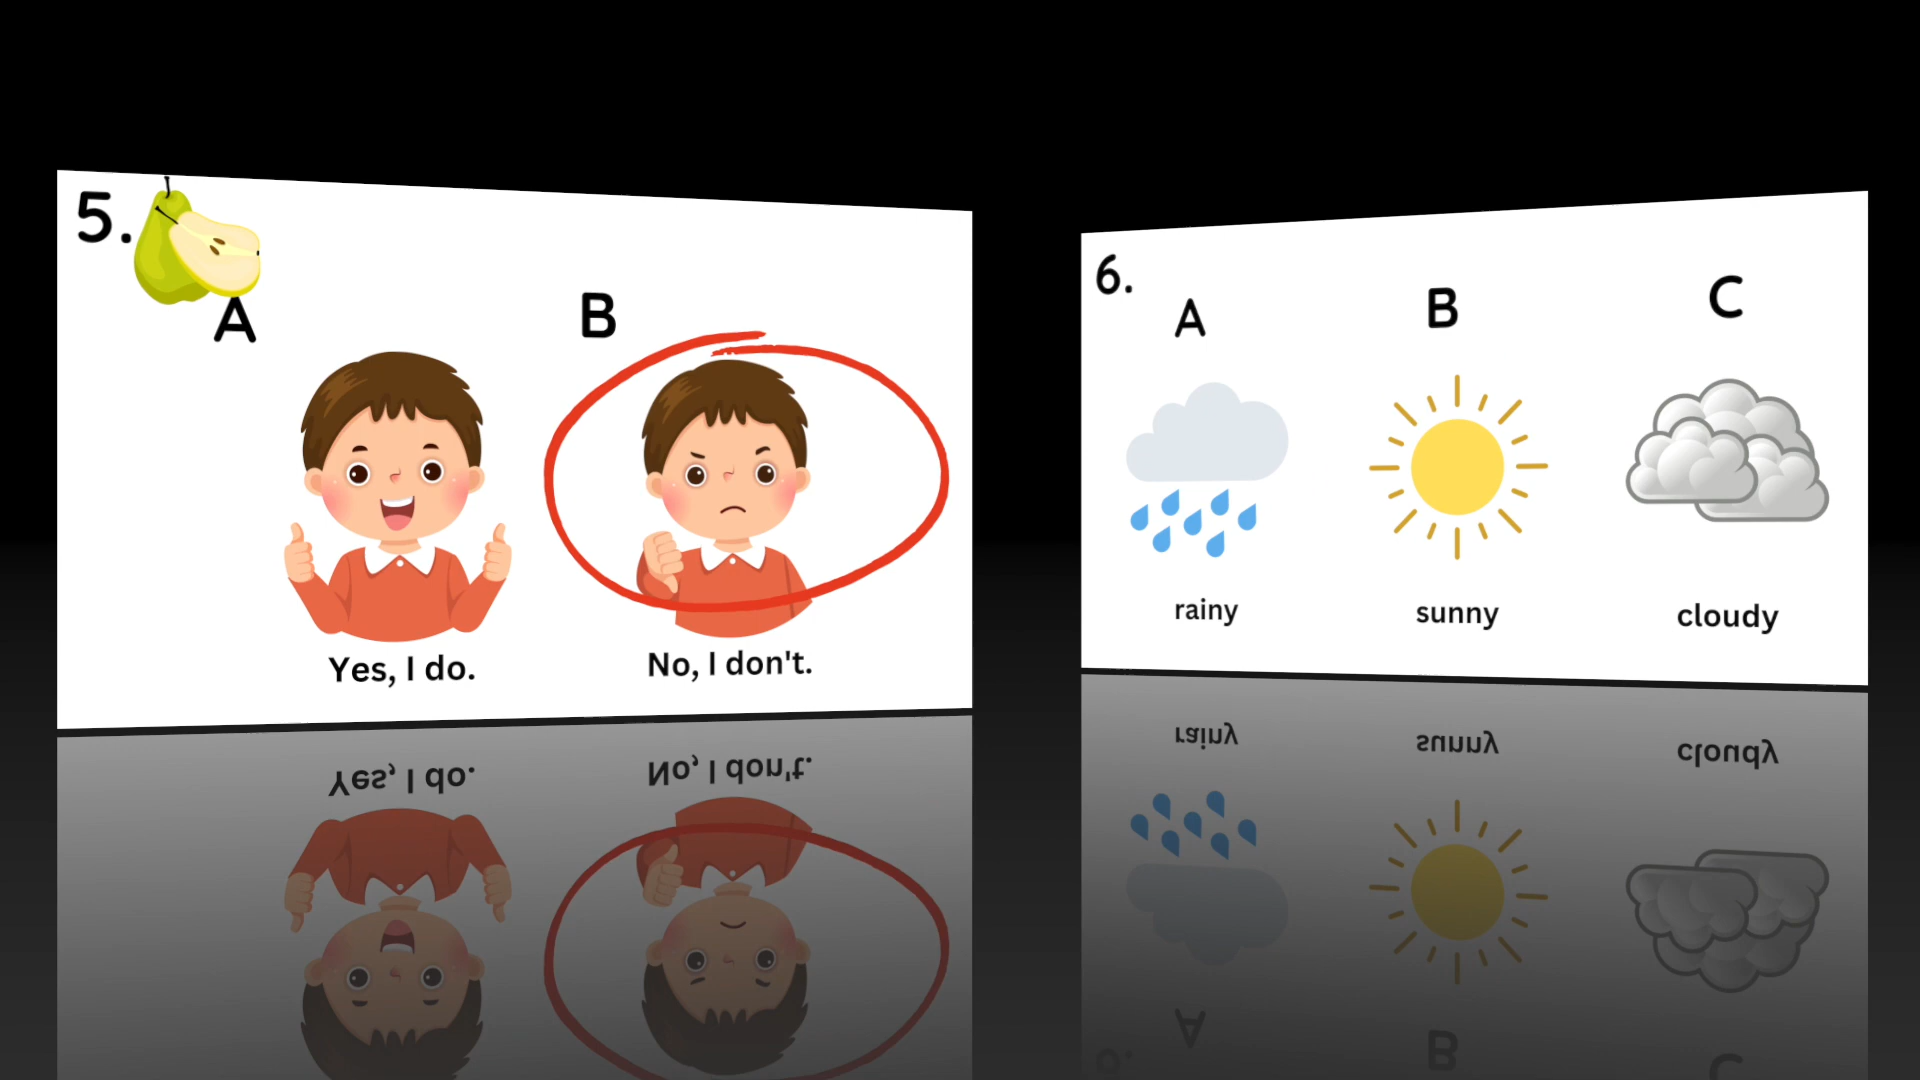 5.
A B
Yes, I do. No, I don't.
6.
A B C
rainy sunny cloudy